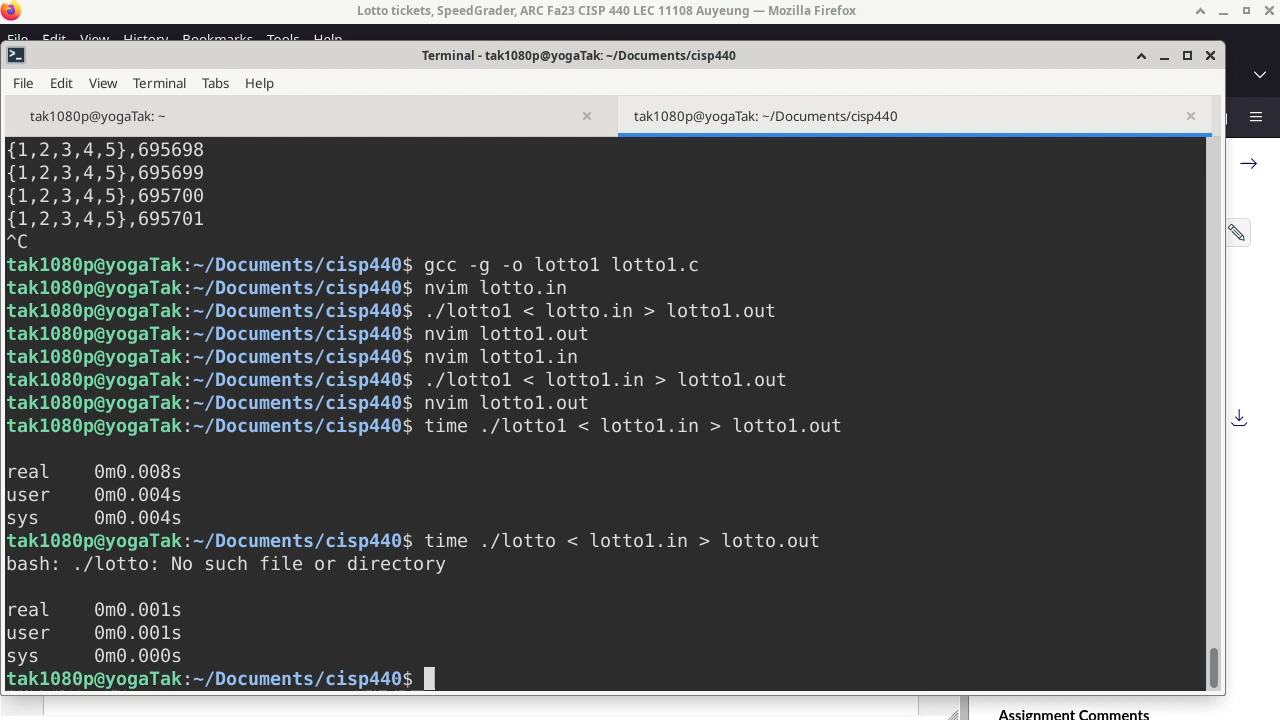 Lotto tickets, SpeedGrader, ARC Fa23 CISP 440 LEC 11108 Auyeung — Mozilla Firefox
File Edit View History Bookmarks Tools Help
Terminal - tak1080p@yogaTak: ~/Documents/cisp440
File Edit View Terminal Tabs Help
tak1080p@yogaTak: ~
tak1080p@yogaTak: ~/Documents/cisp440
{1,2,3,4,5},695698
{1,2,3,4,5},695699
{1,2,3,4,5},695700
{1,2,3,4,5},695701
^C
tak1080p@yogaTak:~/Documents/cisp440$ gcc -g -o lotto1 lotto1.c
tak1080p@yogaTak:~/Documents/cisp440$ nvim lotto.in
tak1080p@yogaTak:~/Documents/cisp440$ ./lotto1 < lotto.in > lotto1.out
tak1080p@yogaTak:~/Documents/cisp440$ nvim lotto1.out
tak1080p@yogaTak:~/Documents/cisp440$ nvim lotto1.in
tak1080p@yogaTak:~/Documents/cisp440$ ./lotto1 < lotto1.in > lotto1.out
tak1080p@yogaTak:~/Documents/cisp440$ nvim lotto1.out
tak1080p@yogaTak:~/Documents/cisp440$ time ./lotto1 < lotto1.in > lotto1.out
real 0m0.008s
user 0m0.004s
sys 0m0.004s
tak1080p@yogaTak:~/Documents/cisp440$ time ./lotto < lotto1.in > lotto.out
bash: ./lotto: No such file or directory
real 0m0.001s
user 0m0.001s
sys 0m0.000s
tak1080p@yogaTak:~/Documents/cisp440$
Assignment Comments